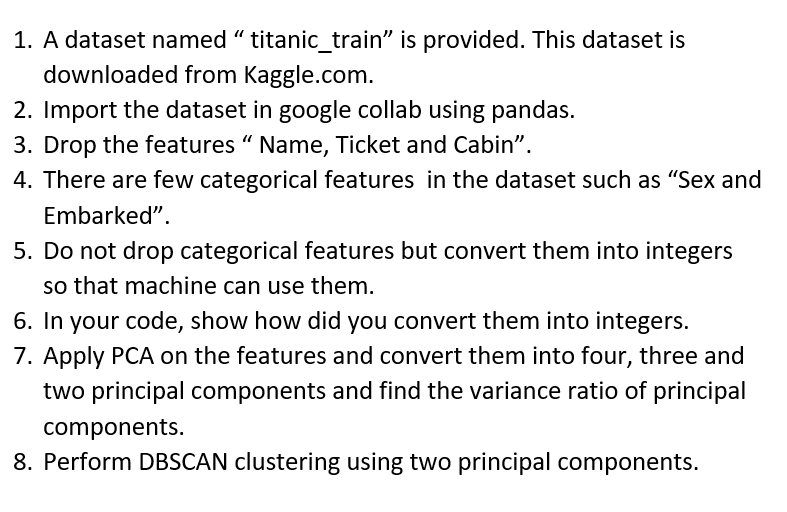 1. A dataset named “ titanic_train” is provided. This dataset is
downloaded from Kaggle.com.
2. Import the dataset in google collab using pandas.
3. Drop the features “ Name, Ticket and Cabin”.
4. There are few categorical features  in the dataset such as “Sex and
Embarked”.
5. Do not drop categorical features but convert them into integers
so that machine can use them.
6. In your code, show how did you convert them into integers.
7. Apply PCA on the features and convert them into four, three and
two principal components and find the variance ratio of principal
components.
8. Perform DBSCAN clustering using two principal components.